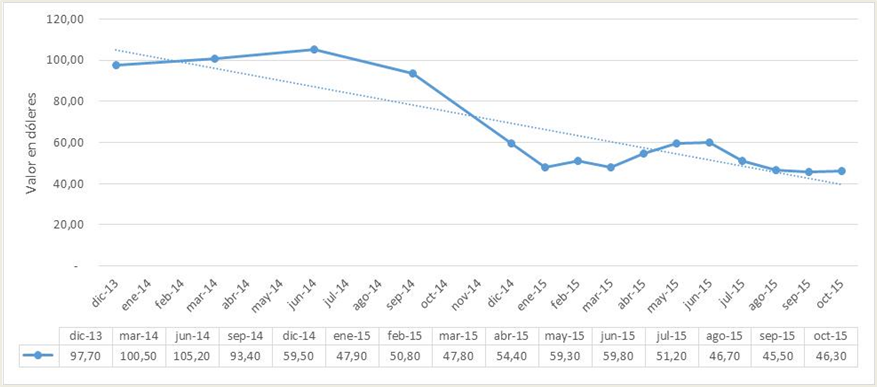 120,00
100,00
80,00
60,00
40,00
20,00
-
Valor en dóleres
dic-13 ene-14 feb-14 mar-14 abr-14 may-14 jun-14 jul-14 ago-14 sep-14 oct-14 nov-14 dic-14 ene-15 feb-15 mar-15 abr-15 may-15 jun-15 jul-15 ago-15 sep-15 oct-15
dic-13 mar-14 jun-14 sep-14 dic-14 ene-15 feb-15 mar-15 abr-15 may-15 jun-15 jul-15 ago-15 sep-15 oct-15
97,70 100,50 105,20 93,40 59,50 47,90 50,80 47,80 54,40 59,30 59,80 51,20 46,70 45,50 46,30